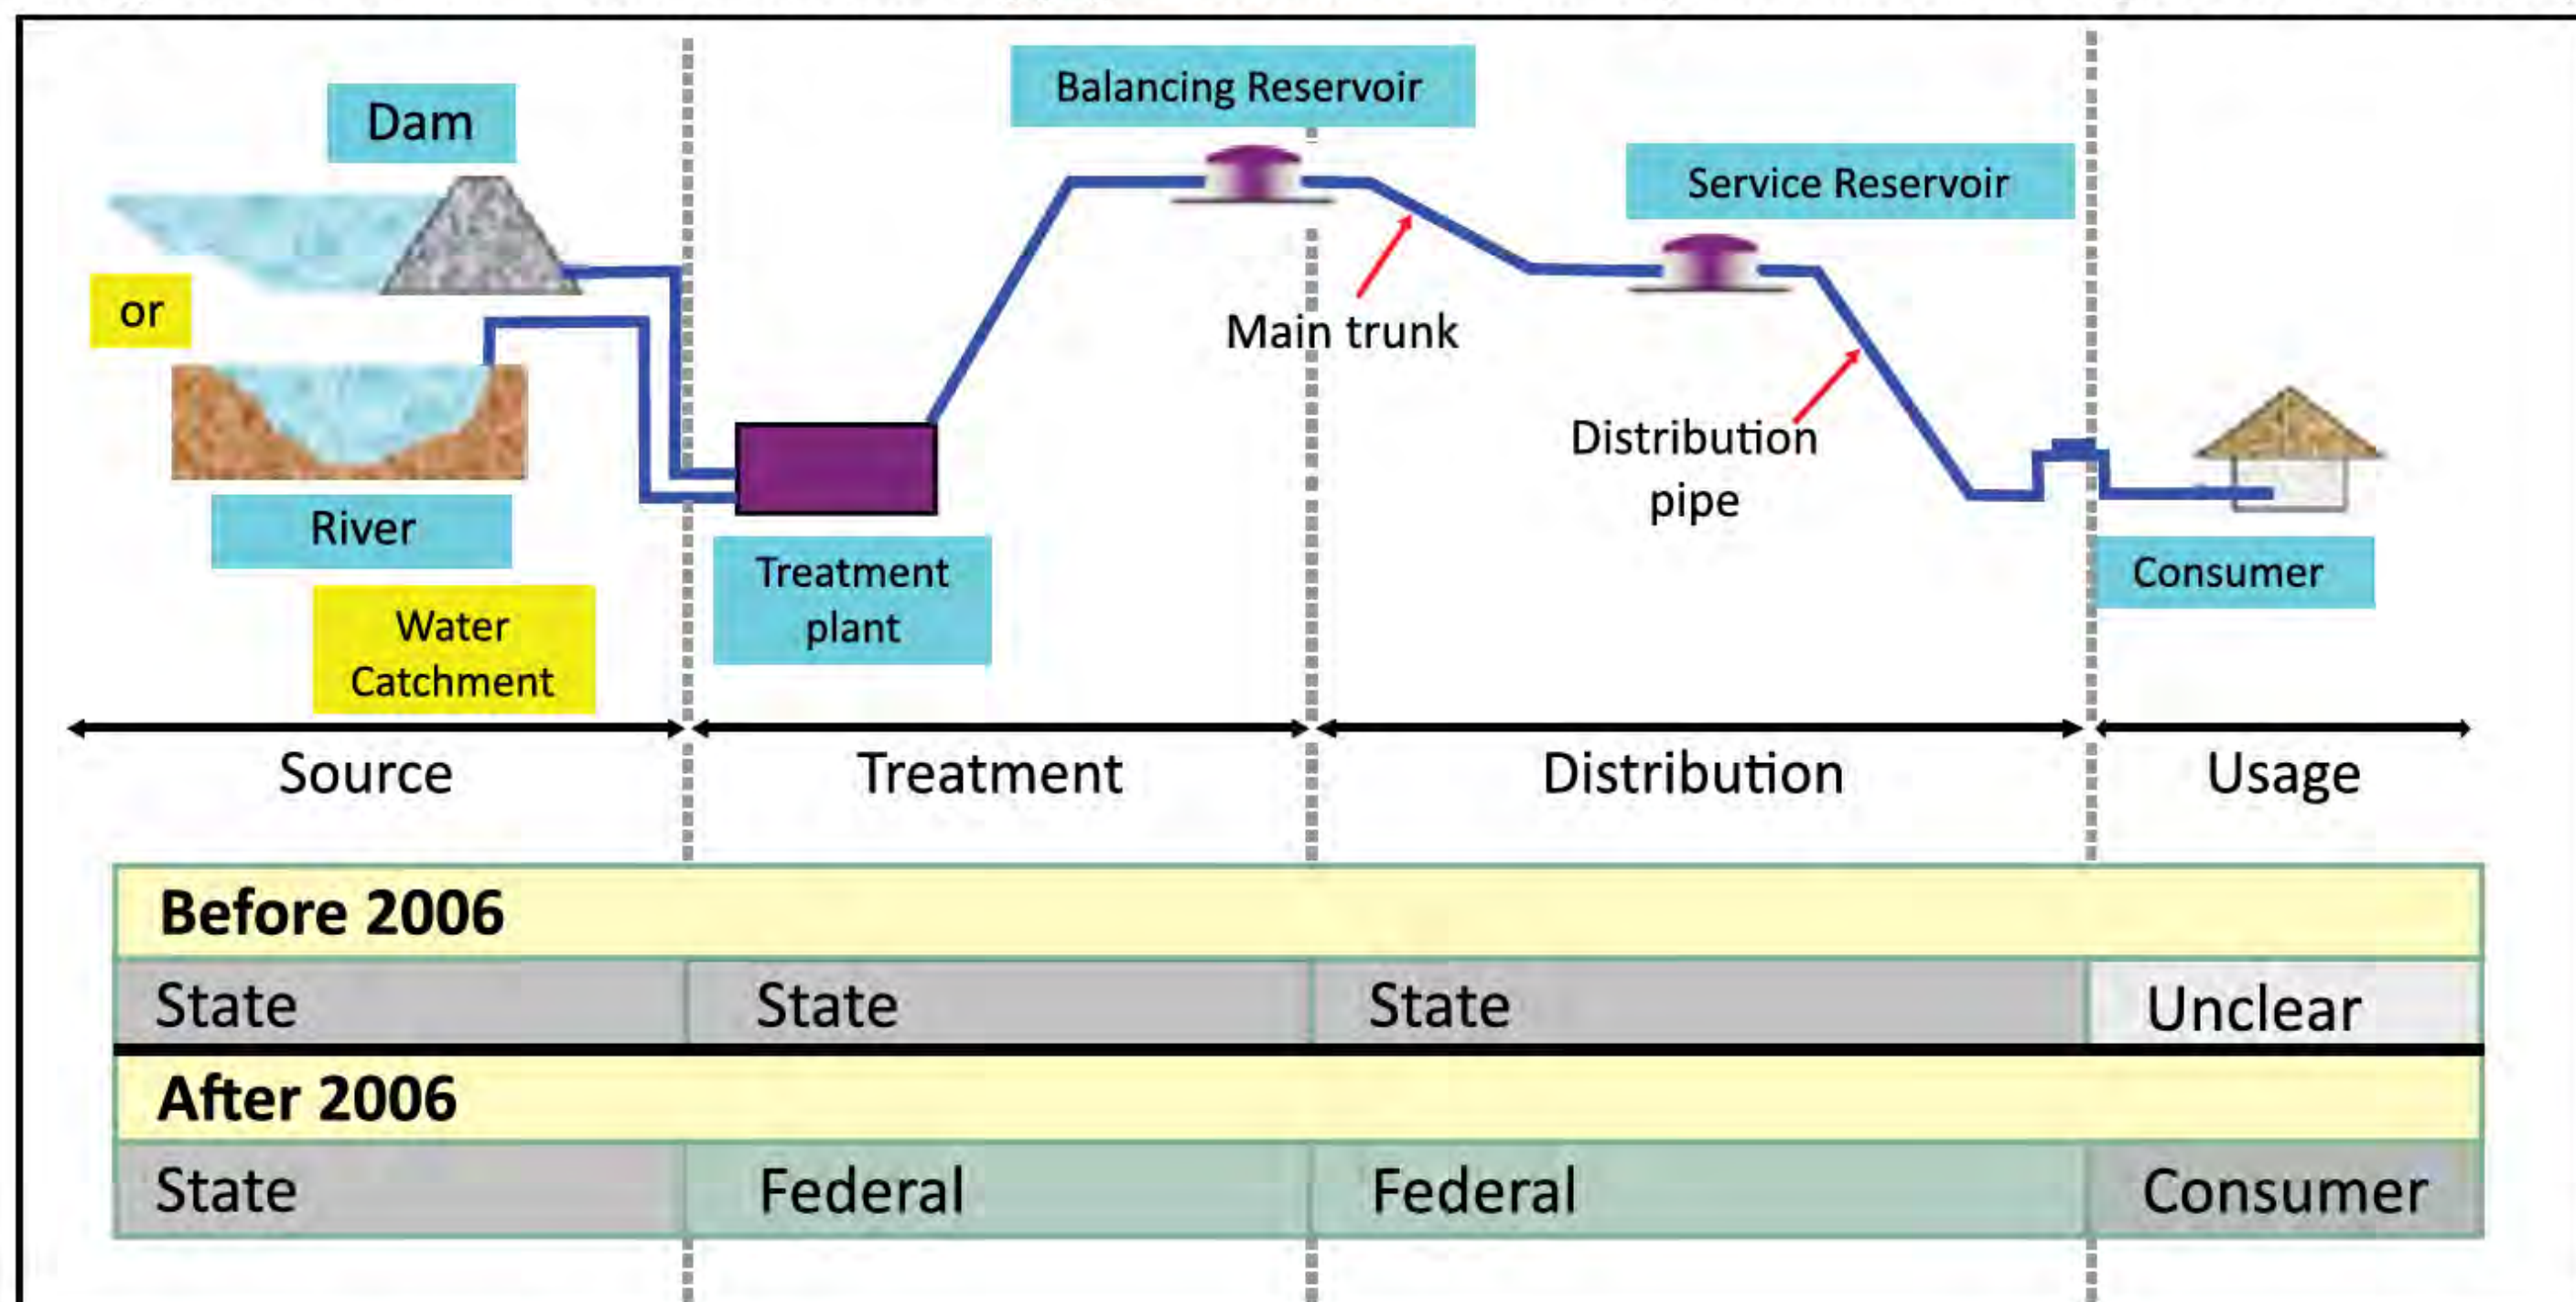 Balancing Reservoir
Dam
Service Reservoir
or
Main trunk
Distribution
pipe
River
Treatment
plant
Consumer
Water
Catchment
Source
Treatment
Distribution
Usage
Before 2006
State
State
State
Unclear
After 2006
State
Federal
Federal
Consumer